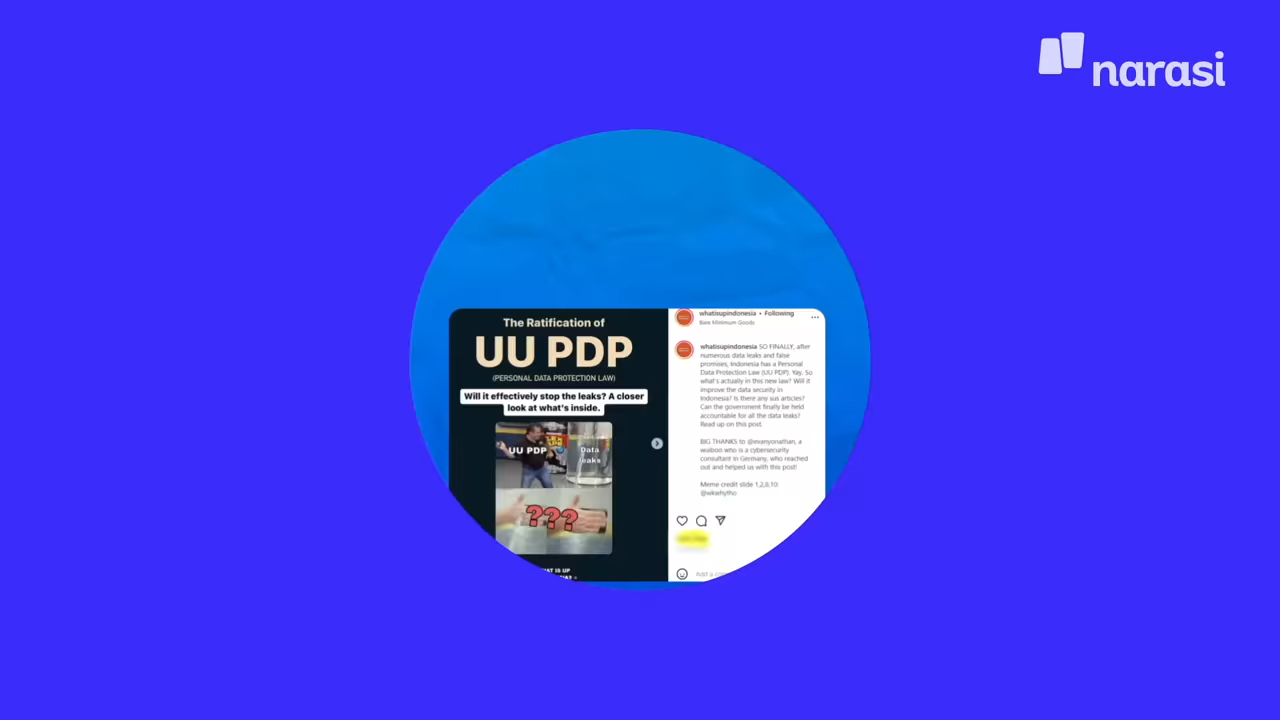 narasi
The Ratification of
UU PDP
(PERSONAL DATA PROTECTION LAW)
Will it effectively stop the leaks? A closer
look at what's inside.
UU PDP
Data
leaks
???
AT IS UP
whatisupindonesia • Following
Bare Minimum Goods
whatisupindonesia SO FINALLY, after
numerous data leaks and false
promises, Indonesia has a Personal
Data Protection Law (UU PDP). Yay. So
what's actually in this new law? Will it
improve the data security in
Indonesia? Is there any sus articles?
Can the government finally be held
accountable for all the data leaks?
Read up on this post.
BIG THANKS to @evanyonathan, a
waiboo who is a cybersecurity
consultant in Germany, who reached
out and helped us with this post!
Meme credit slide 1,2,8,10:
@wkwhytho